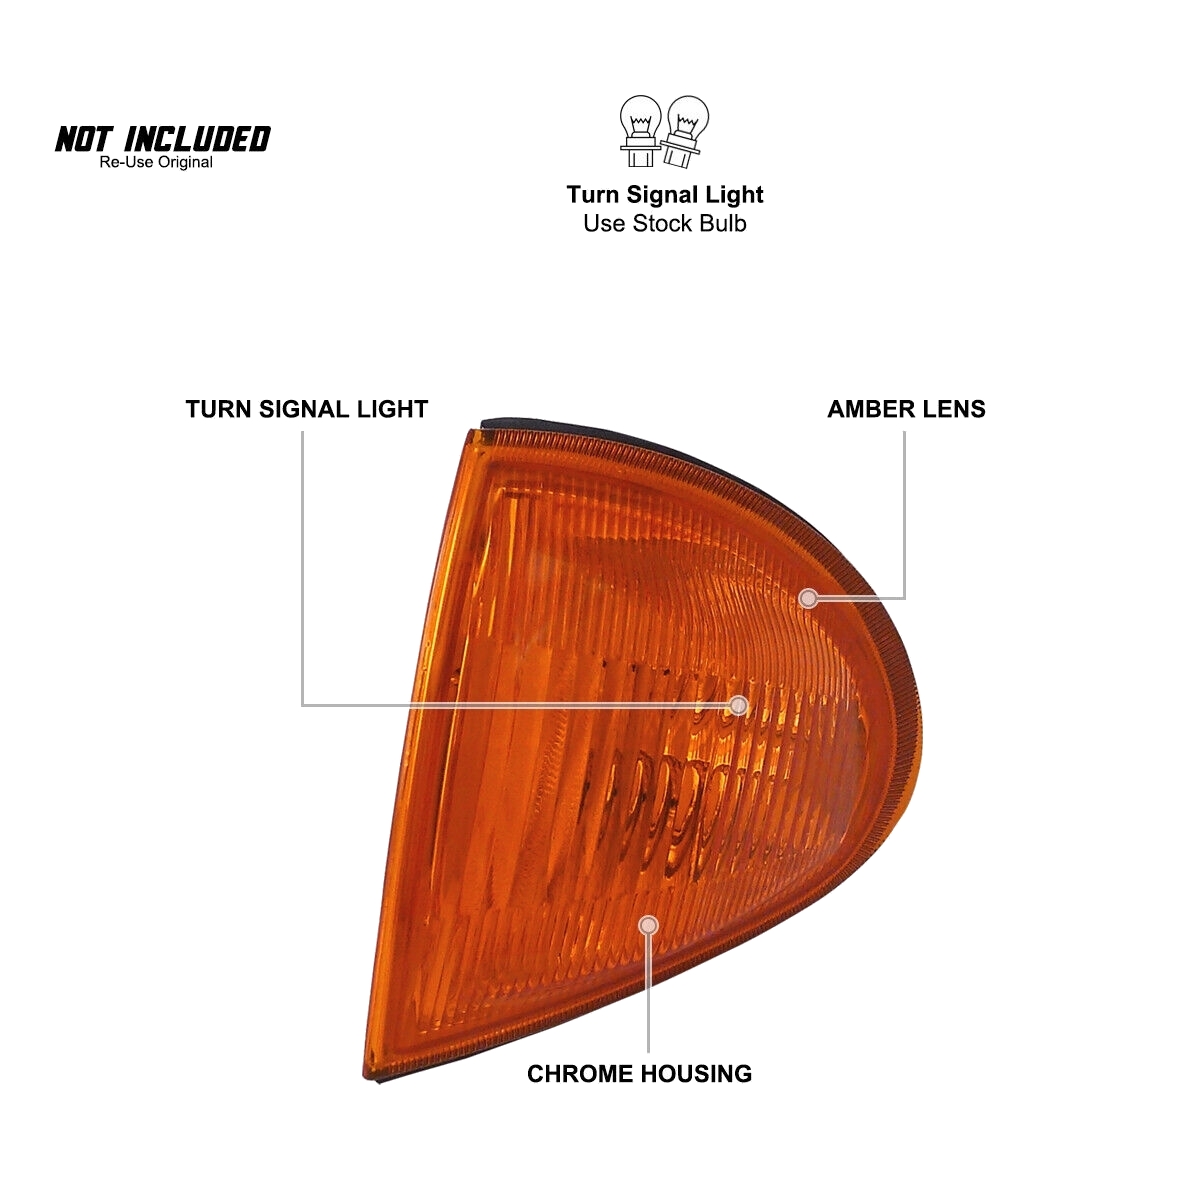 NOT INCLUDED
Re-Use Original
Turn Signal Light
Use Stock Bulb
TURN SIGNAL LIGHT
AMBER LENS
CHROME HOUSING